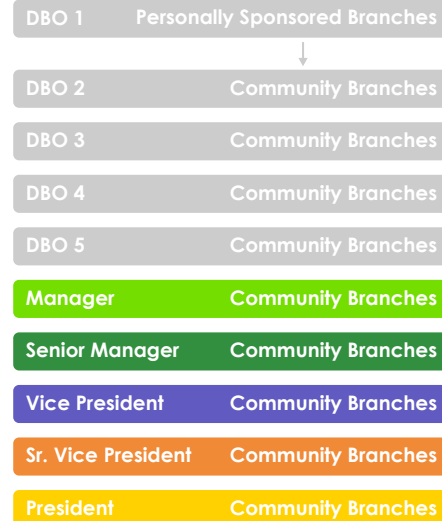 DBO 1 Personally Sponsored Branches
DBO 2 Community Branches
DBO 3 Community Branches
DBO 4 Community Branches
DBO 5 Community Branches
Manager Community Branches
Senior Manager Community Branches
Vice President Community Branches
Sr. Vice President Community Branches
President Community Branches